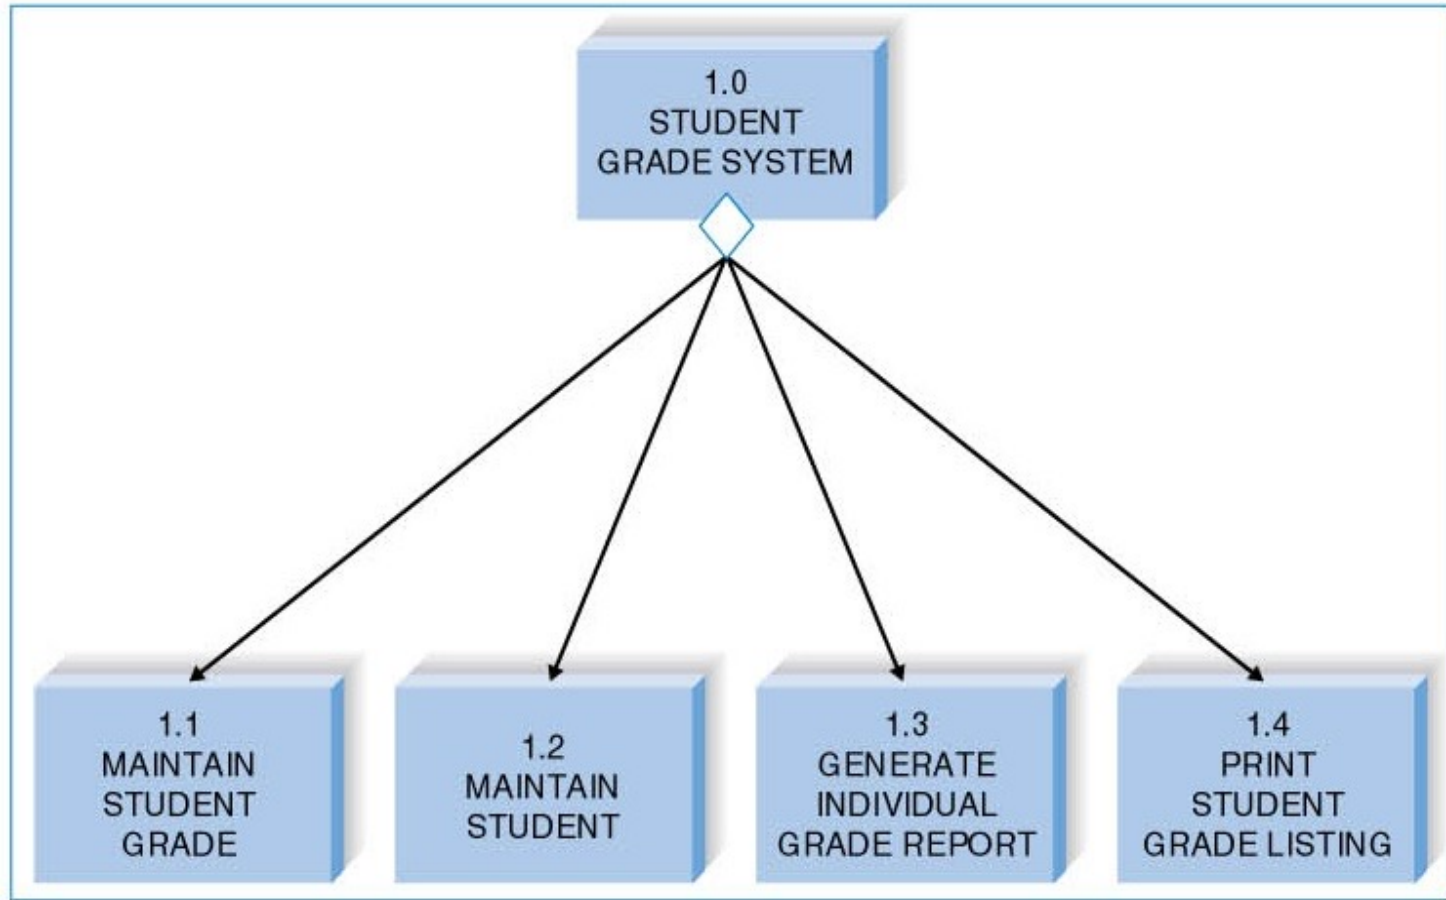 1.0
STUDENT
GRADE SYSTEM
1.1
MAINTAIN
STUDENT
GRADE
1.2
MAINTAIN
STUDENT
1.3
GENERATE
INDIVIDUAL
GRADE REPORT
1.4
PRINT
STUDENT
GRADE LISTING